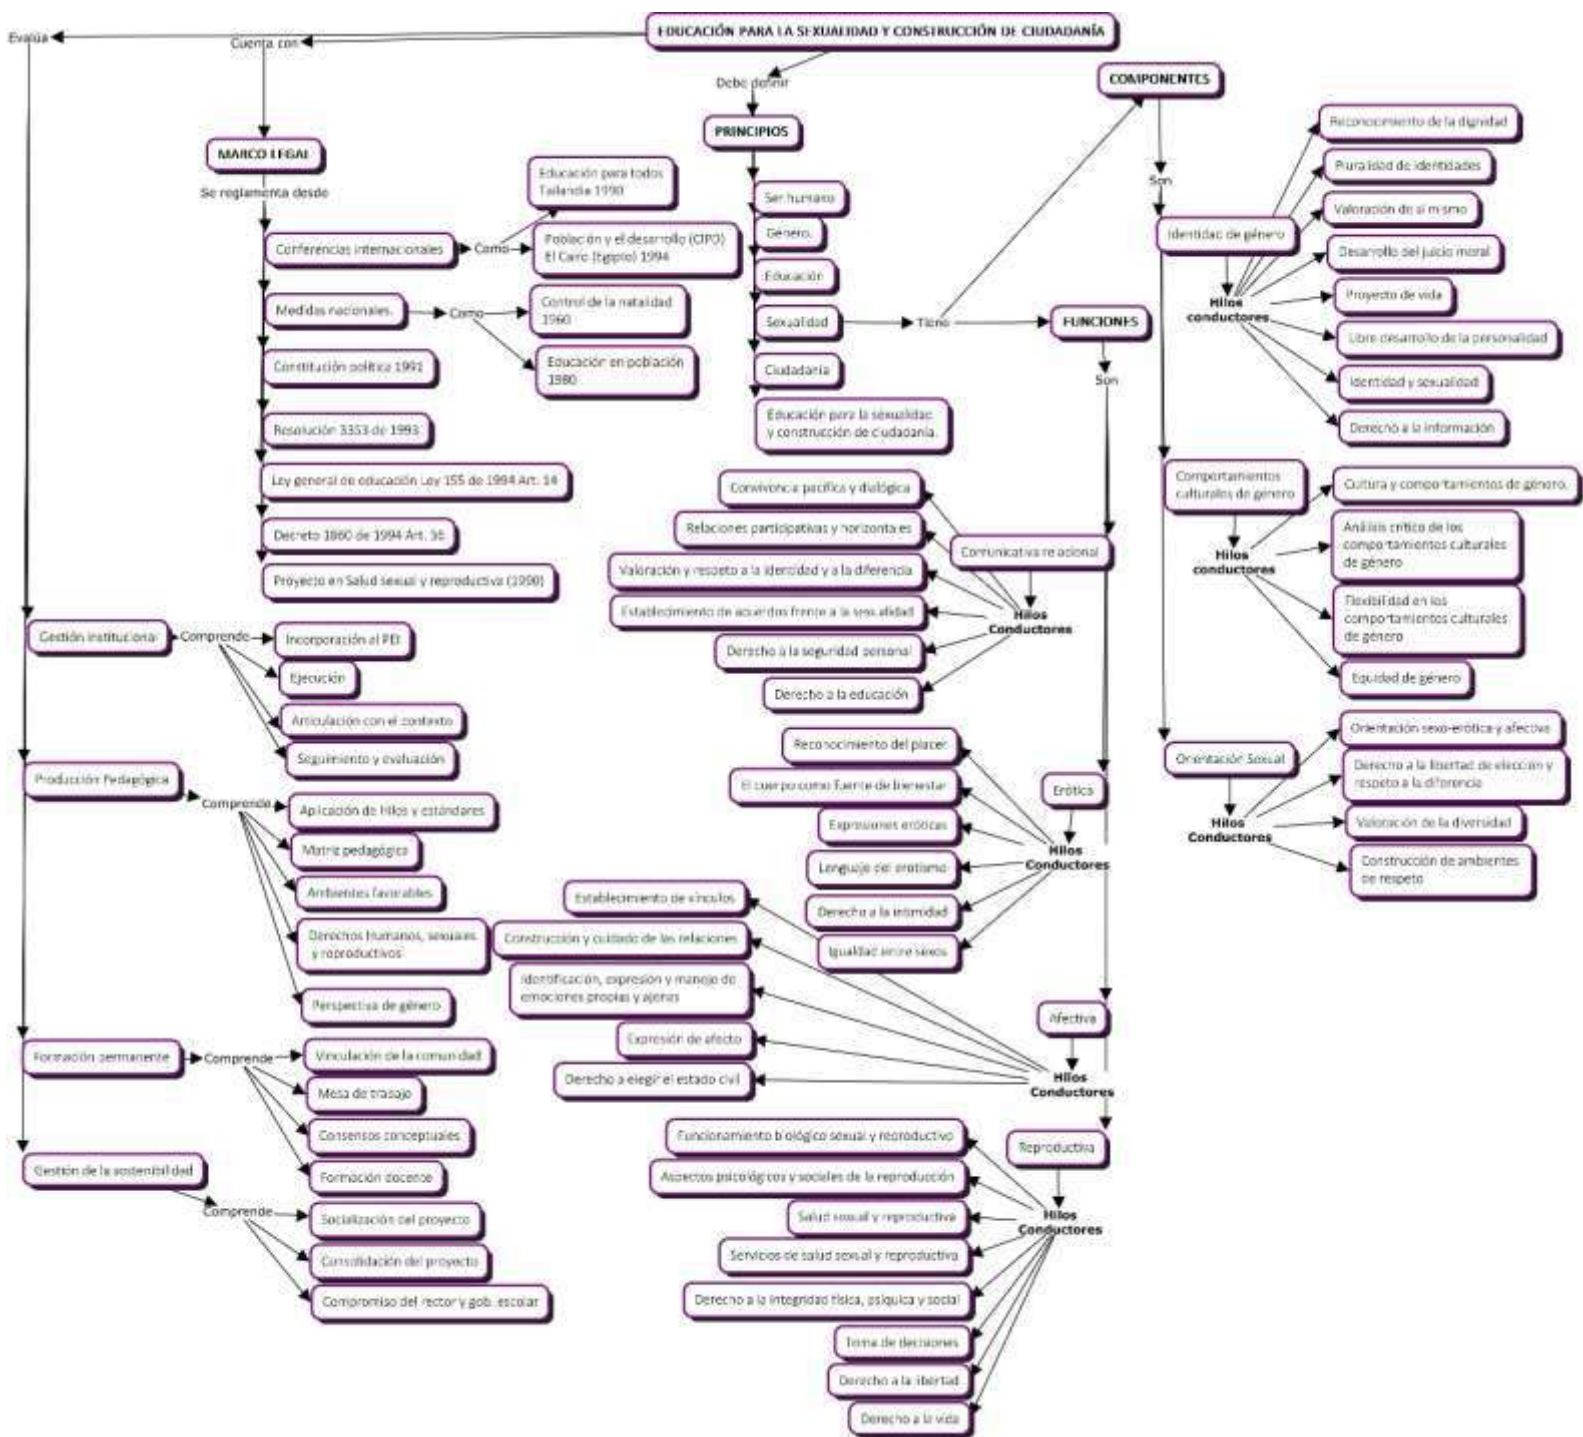 EDUCACIÓN PARA LA SEXUALIDAD Y CONSTRUCCIÓN DE CIUDADANÍA
Evalúa
Cuenta con
Debe definir
MARCO LEGAL
Se reglamenta desde
Conferencias internacionales
Como
Educación para todos
Tailandia 1990
Población y el desarrollo (CIPD)
El Cairo (Egipto) 1994
Medidas nacionales.
Como
Control de la natalidad
1960
Educación en población
1980
Constitución política 1991
Resolución 3353 de 1993
Ley general de educación Ley 155 de 1994 Art. 14
Decreto 1860 de 1994 Art. 36
Proyecto en Salud sexual y reproductiva (1990)
PRINCIPIOS
Ser humano
Género.
Educación
Sexualidad
Ciudadanía
Educación para la sexualidad
y construcción de ciudadanía.
Tiene
COMPONENTES
Son
Identidad de género
Hilos
conductores
Reconocimiento de la dignidad
Pluralidad de identidades
Valoración de sí mismo
Desarrollo del juicio moral
Proyecto de vida
Libre desarrollo de la personalidad
Identidad y sexualidad
Derecho a la información
Comportamientos
culturales de género
Hilos
conductores
Cultura y comportamientos de género.
Análisis crítico de los
comportamientos culturales
de género
Flexibilidad en los
comportamientos culturales
de género
Equidad de género
Orientación Sexual
Hilos
Conductores
Orientación sexo-erótica y afectiva
Derecho a la libertad de elección y
respeto a la diferencia
Valoración de la diversidad
Construcción de ambientes
de respeto
FUNCIONES
Son
Comunicativa relacional
Hilos
Conductores
Convivencia pacífica y dialógica
Relaciones participativas y horizontales
Valoración y respeto a la identidad y a la diferencia
Establecimiento de acuerdos frente a la sexualidad
Derecho a la seguridad personal
Derecho a la educación
Erótica
Hilos
Conductores
Reconocimiento del placer
El cuerpo como fuente de bienestar
Expresiones eróticas
Lenguaje del erotismo
Derecho a la intimidad
Igualdad entre sexos
Afectiva
Hilos
Conductores
Establecimiento de vínculos
Construcción y cuidado de las relaciones
Identificación, expresión y manejo de
emociones propias y ajenas
Expresión de afecto
Derecho a elegir el estado civil
Reproductiva
Hilos
Conductores
Funcionamiento biológico sexual y reproductivo
Aspectos psicológicos y sociales de la reproducción
Salud sexual y reproductiva
Servicios de salud sexual y reproductiva
Derecho a la integridad física, psíquica y social
Toma de decisiones
Derecho a la libertad
Derecho a la vida
Gestión institucional
Comprende
Incorporación al PEI
Ejecución
Articulación con el contexto
Seguimiento y evaluación
Producción Pedagógica
Comprende
Aplicación de Hilos y estándares
Matriz pedagógica
Ambientes favorables
Derechos humanos, sexuales
y reproductivos
Perspectiva de género
Formación permanente
Comprende
Vinculación de la comunidad
Mesa de trabajo
Consensos conceptuales
Formación docente
Gestión de la sostenibilidad
Comprende
Socialización del proyecto
Consolidación del proyecto
Compromiso del rector y gob. escolar